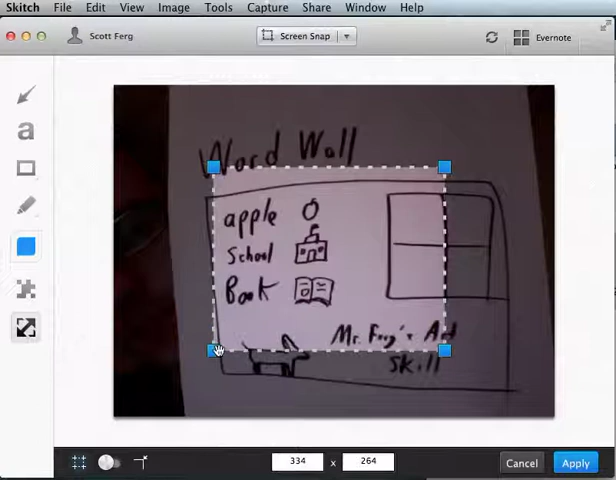 Skitch File Edit View Image Tools Capture Share Window Help
Scott Ferg Screen Snap Evernote
a
Word Wall
apple
School
Book
Mr. Ferg's Art
Skill
334 x 264 Cancel Apply